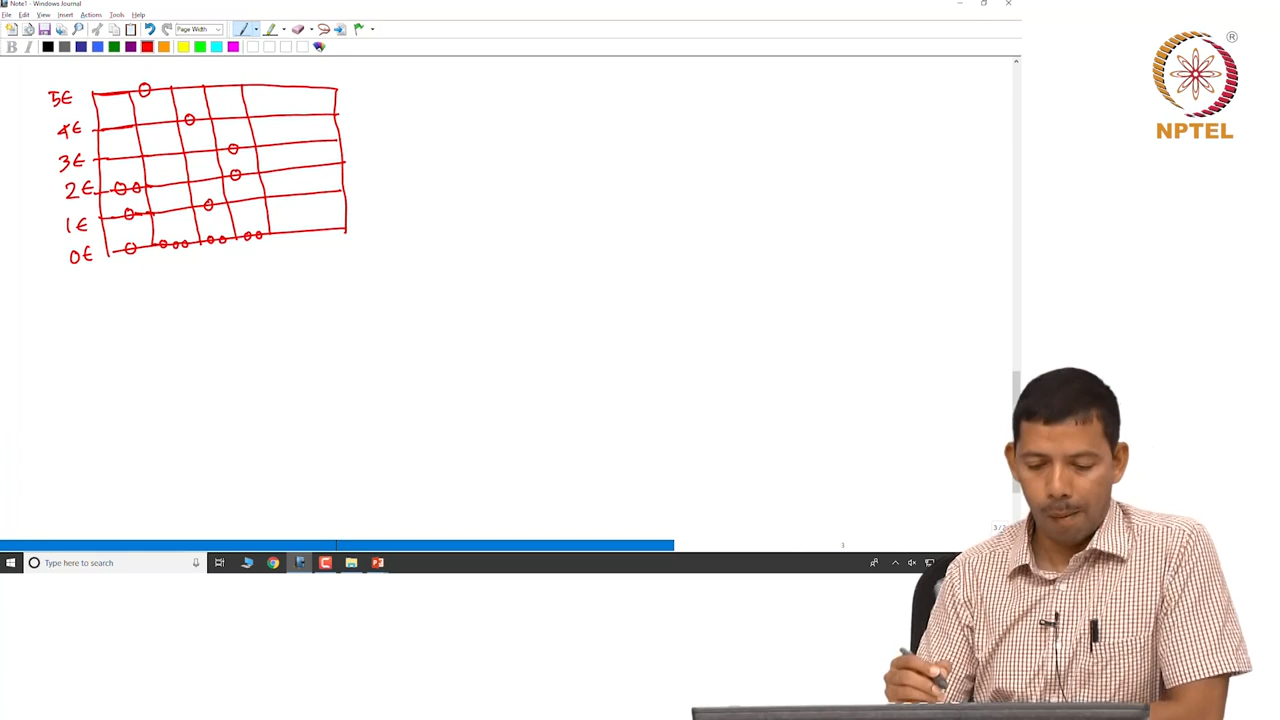 Note1 - Windows Journal
File Edit View Insert Actions Tools Help
Page Width
B I
5ϵ
4ϵ
3ϵ
2ϵ
1ϵ
0ϵ
3
Type here to search
®
NPTEL